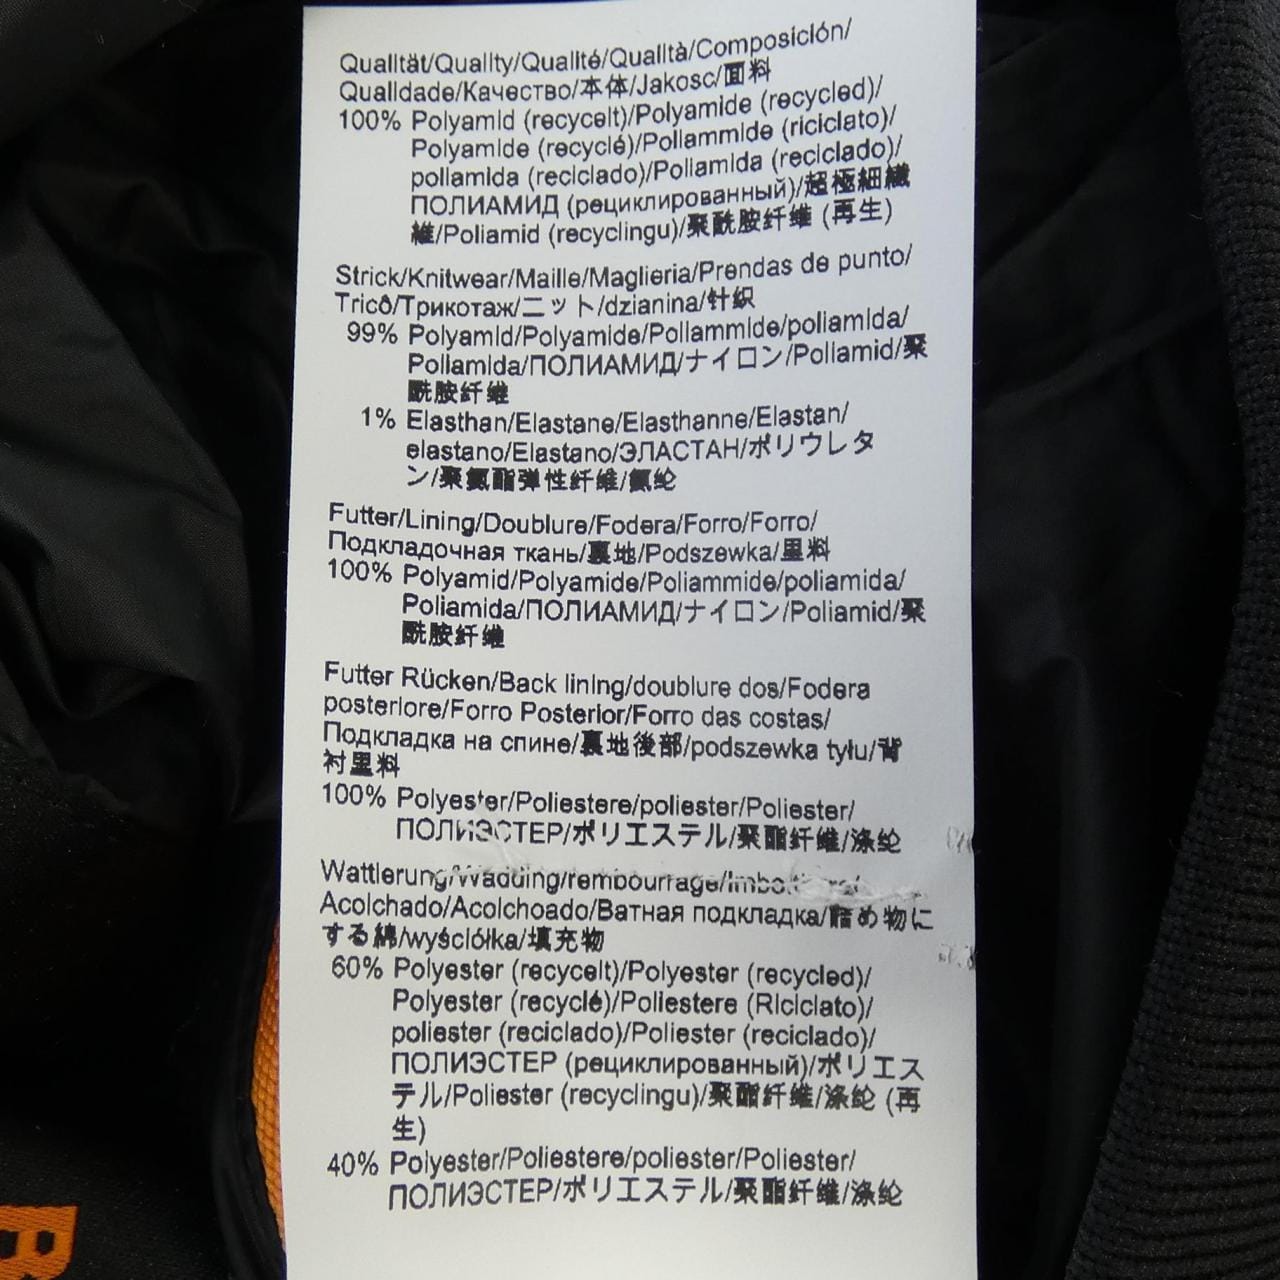 Qualität/Quality/Qualité/Qualità/Composición/
Qualidade/Качество/本体/Jakosc/面料
100% Polyamid (recycelt)/Polyamide (recycled)/
Polyamide (recyclé)/Poliammide (riciclato)/
poliamida (reciclado)/Poliamida (reciclado)/
ПОЛИАМИД (рециклированный)/超極細繊
維/Poliamid (recyclingu)/聚酰胺纤维 (再生)
Strick/Knitwear/Maille/Maglieria/Prendas de punto/
Tricô/Трикотаж/ニット/dzianina/针织
99% Polyamid/Polyamide/Poliammide/poliamida/
Poliamida/ПОЛИАМИД/ナイロン/Poliamid/聚
酰胺纤维
1% Elasthan/Elastane/Elasthanne/Elastan/
elastano/Elastano/ЭЛАСТАН/ポリウレタ
ン/聚氨酯弹性纤维/氨纶
Futter/Lining/Doublure/Fodera/Forro/Forro/
Подкладочная ткань/裏地/Podszewka/里料
100% Polyamid/Polyamide/Poliammide/poliamida/
Poliamida/ПОЛИАМИД/ナイロン/Poliamid/聚
酰胺纤维
Futter Rücken/Back lining/doublure dos/Fodera
posteriore/Forro Posterior/Forro das costas/
Подкладка на спине/裏地後部/podszewka tyłu/背
衬里料
100% Polyester/Poliestere/poliester/Poliester/
ПОЛИЭСТЕР/ポリエステル/聚酯纤维/涤纶
Wattierung/Wadding/rembourrage/
Acolchado/Acolchoado/Ватная подкладка/詰め物に
する綿/wyściółka/填充物
60% Polyester (recycelt)/Polyester (recycled)/
Polyester (recyclé)/Poliestere (Riciclato)/
poliester (reciclado)/Poliester (reciclado)/
ПОЛИЭСТЕР (рециклированный)/ポリエス
テル/Poliester (recyclingu)/聚酯纤维/涤纶 (再
生)
40% Polyester/Poliestere/poliester/Poliester/
ПОЛИЭСТЕР/ポリエステル/聚酯纤维/涤纶